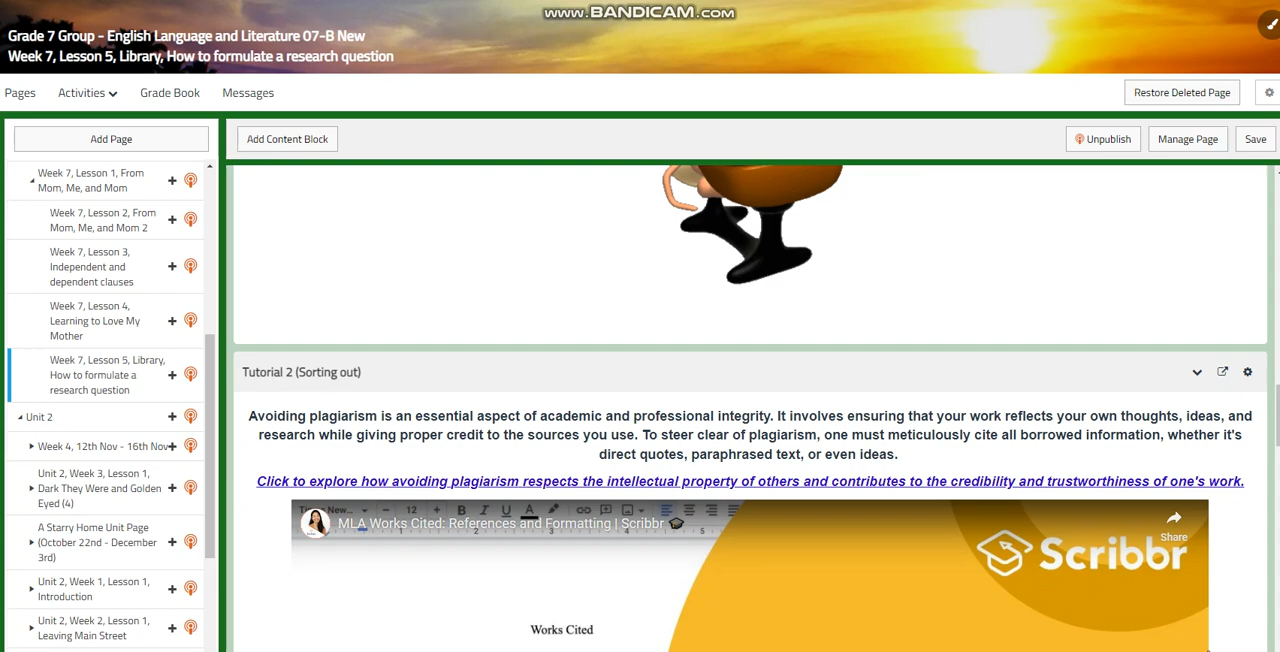 www.BANDICAM.com
Grade 7 Group - English Language and Literature 07-B New
Week 7, Lesson 5, Library, How to formulate a research question
Pages
Activities
Grade Book
Messages
Restore Deleted Page
Add Page
Add Content Block
Unpublish
Manage Page
Save
Week 7, Lesson 1, From
Mom, Me, and Mom
Week 7, Lesson 2, From
Mom, Me, and Mom 2
Week 7, Lesson 3,
Independent and
dependent clauses
Week 7, Lesson 4,
Learning to Love My
Mother
Week 7, Lesson 5, Library,
How to formulate a
research question
Unit 2
Week 4, 12th Nov - 16th Nov
Unit 2, Week 3, Lesson 1,
Dark They Were and Golden
Eyed (4)
A Starry Home Unit Page
(October 22nd - December
3rd)
Unit 2, Week 1, Lesson 1,
Introduction
Unit 2, Week 2, Lesson 1,
Leaving Main Street
Tutorial 2 (Sorting out)
Avoiding plagiarism is an essential aspect of academic and professional integrity. It involves ensuring that your work reflects your own thoughts, ideas, and
research while giving proper credit to the sources you use. To steer clear of plagiarism, one must meticulously cite all borrowed information, whether it's
direct quotes, paraphrased text, or even ideas.
Click to explore how avoiding plagiarism respects the intellectual property of others and contributes to the credibility and trustworthiness of one's work.
12
MLA Works Cited: References and Formatting | Scribbr
Share
Scribbr
Works Cited